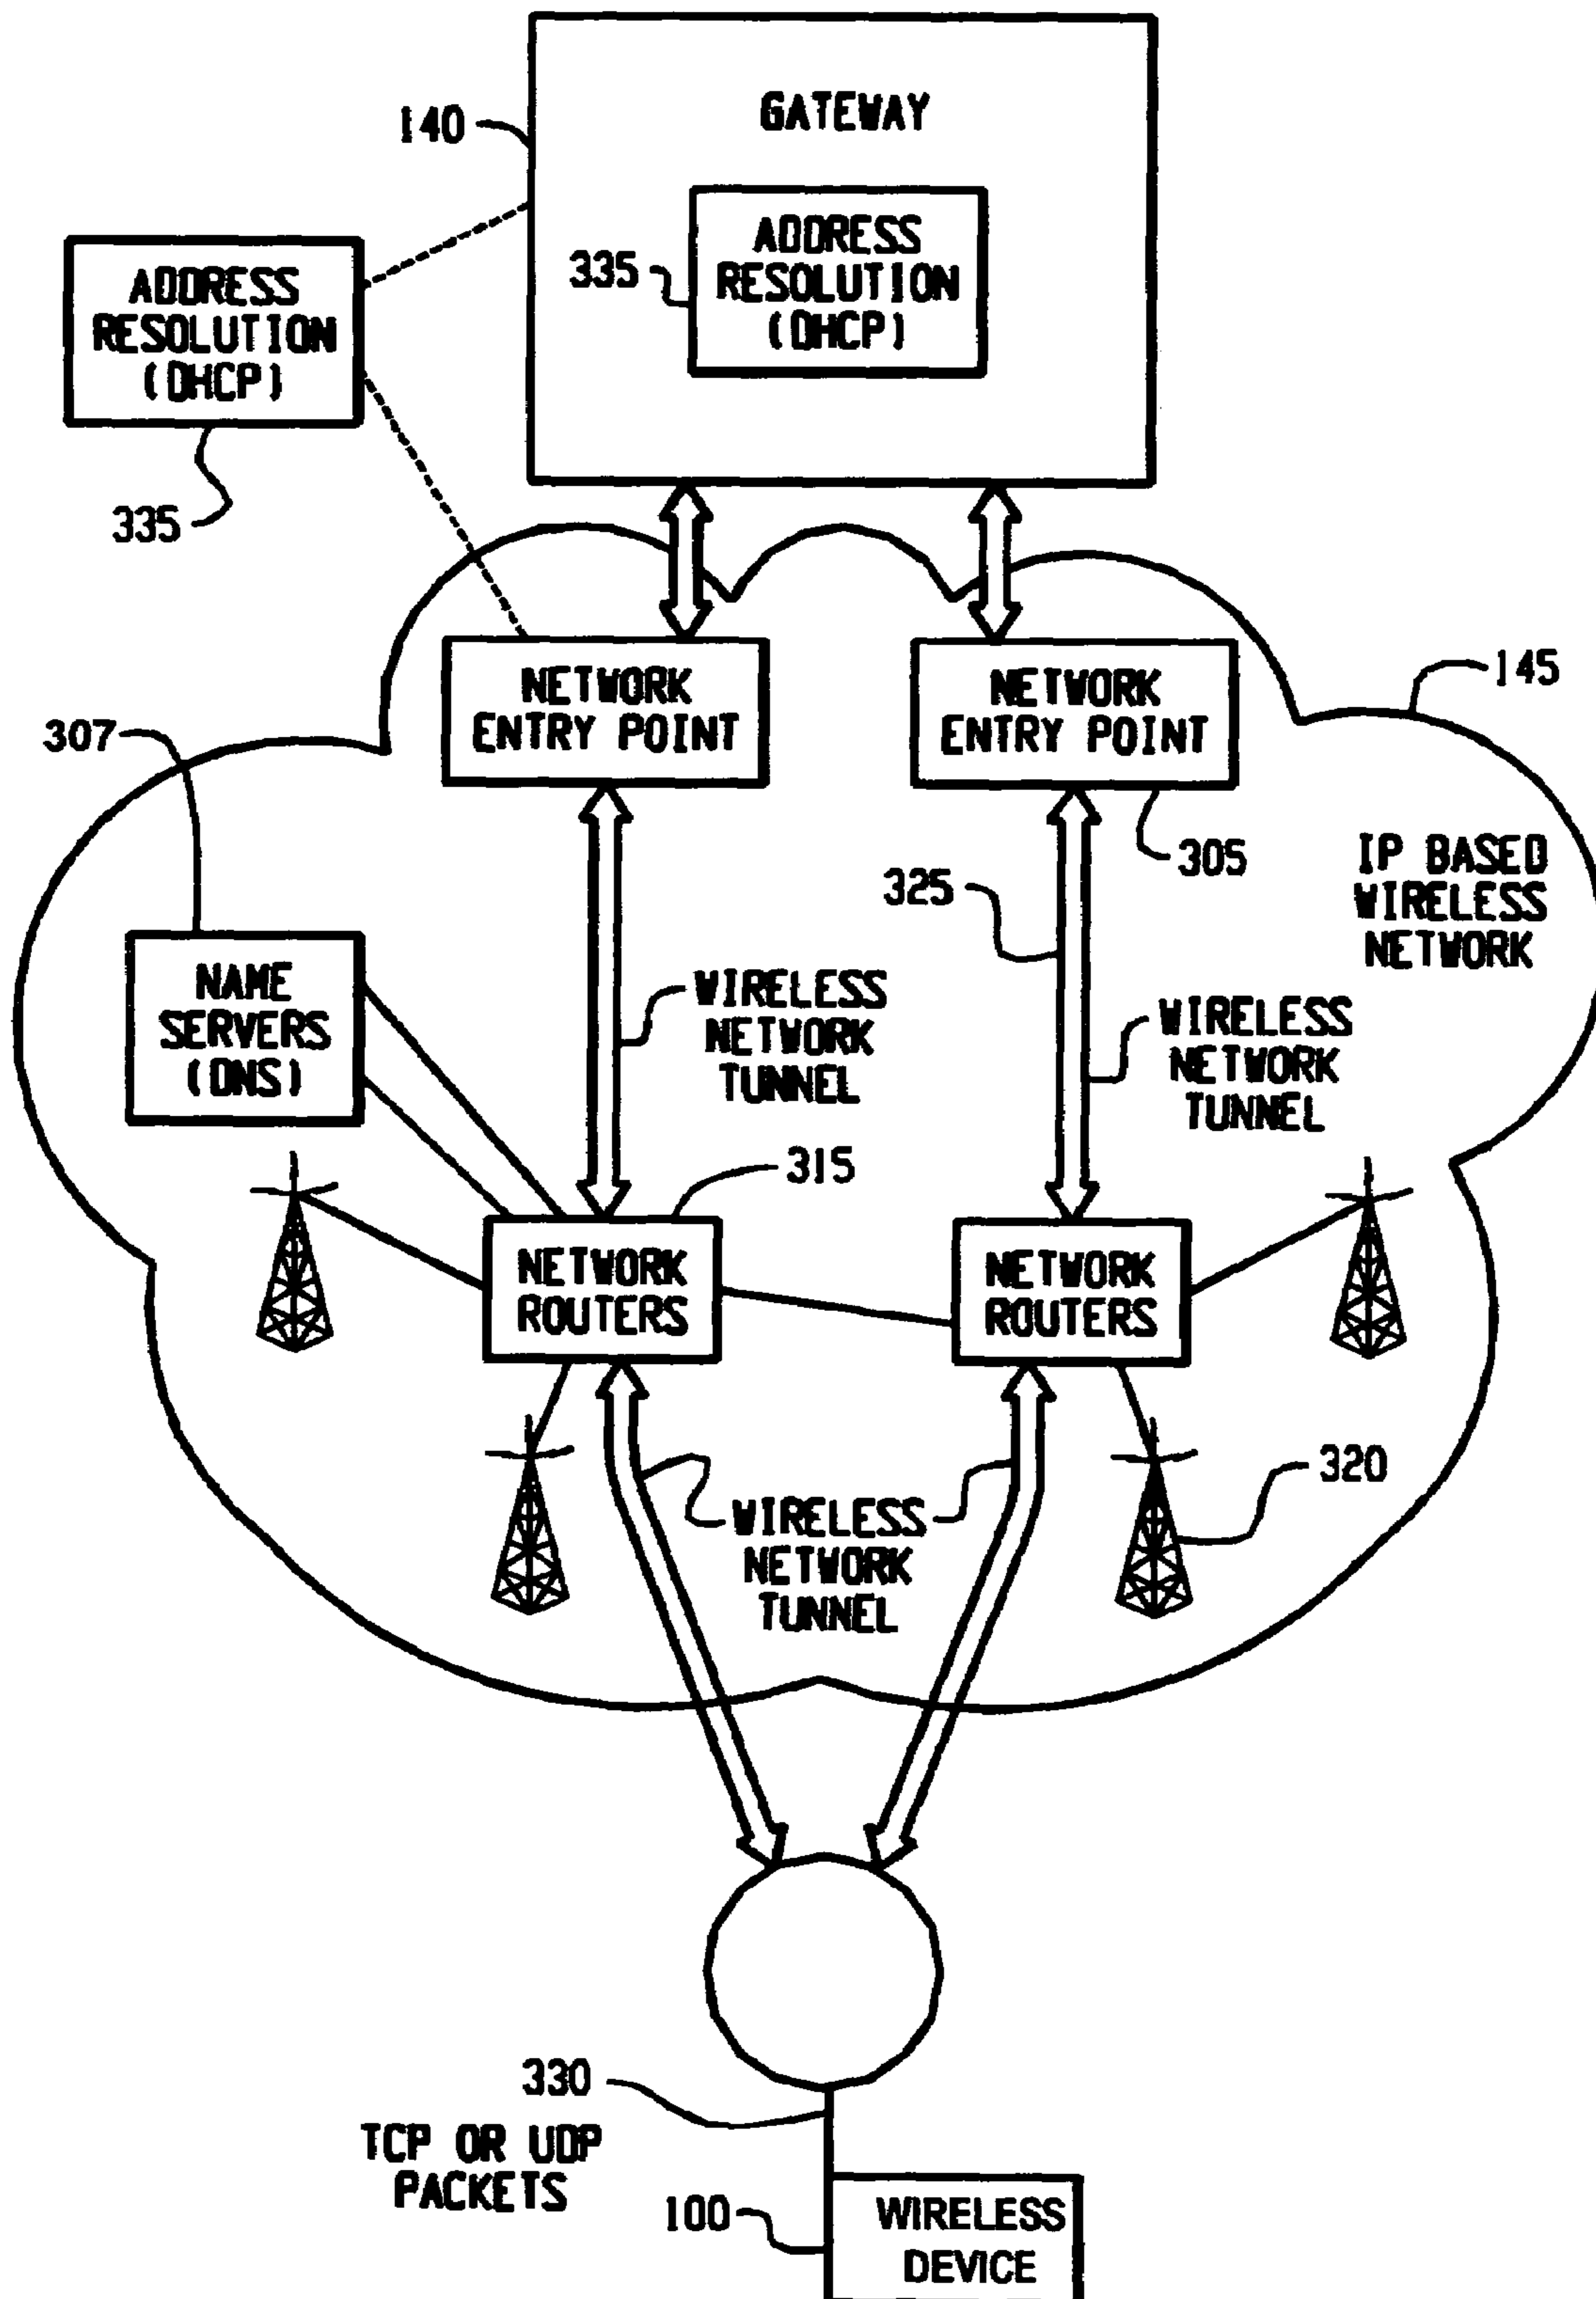 GATEWAY
140
ADDRESS
RESOLUTION
(DHCP)
335
ADDRESS
RESOLUTION
(DHCP)
335
NETWORK
ENTRY POINT
NETWORK
ENTRY POINT
145
307
305
325
IP BASED
WIRELESS
NETWORK
NAME
SERVERS
(DNS)
WIRELESS
NETWORK
TUNNEL
WIRELESS
NETWORK
TUNNEL
315
NETWORK
ROUTERS
NETWORK
ROUTERS
320
WIRELESS
NETWORK
TUNNEL
330
TCP OR UDP
PACKETS
100
WIRELESS
DEVICE